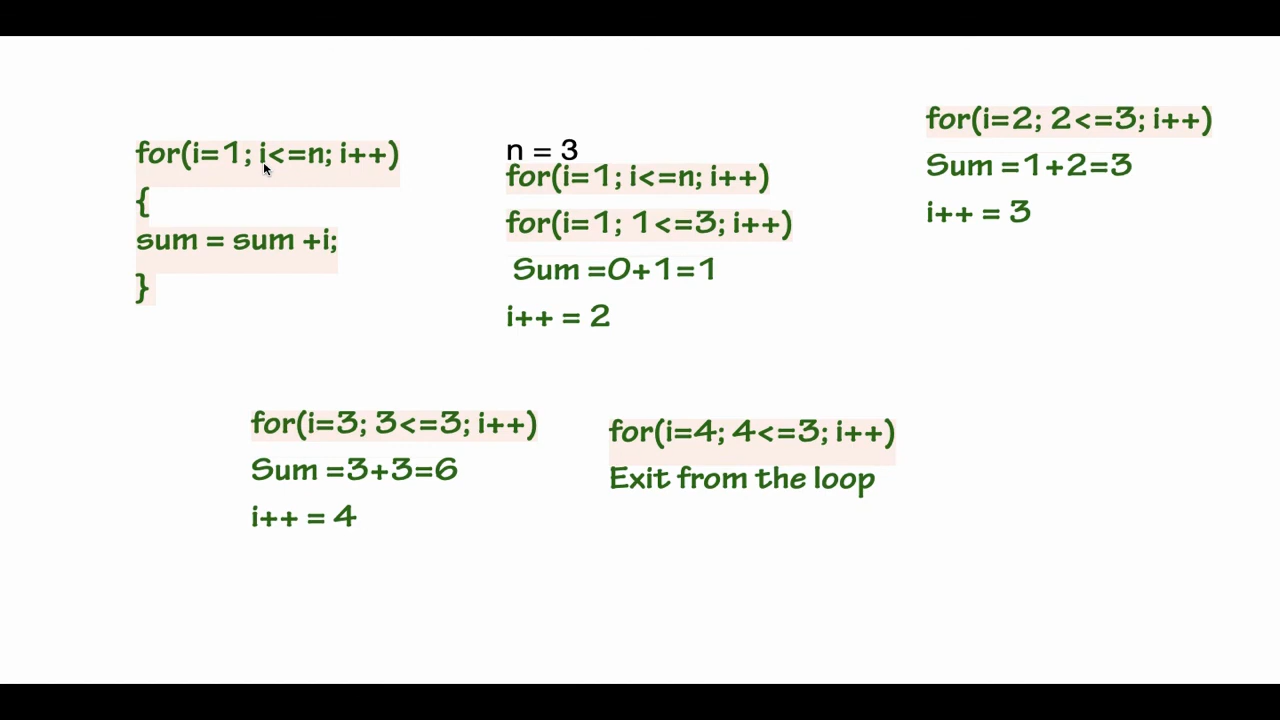 for(i=1; i<=n; i++)
{
sum = sum +i;
}
n = 3
for(i=1; i<=n; i++)
for(i=1; 1<=3; i++)
Sum =0+1=1
i++ = 2
for(i=2; 2<=3; i++)
Sum =1+2=3
i++ = 3
for(i=3; 3<=3; i++)
Sum =3+3=6
i++ = 4
for(i=4; 4<=3; i++)
Exit from the loop